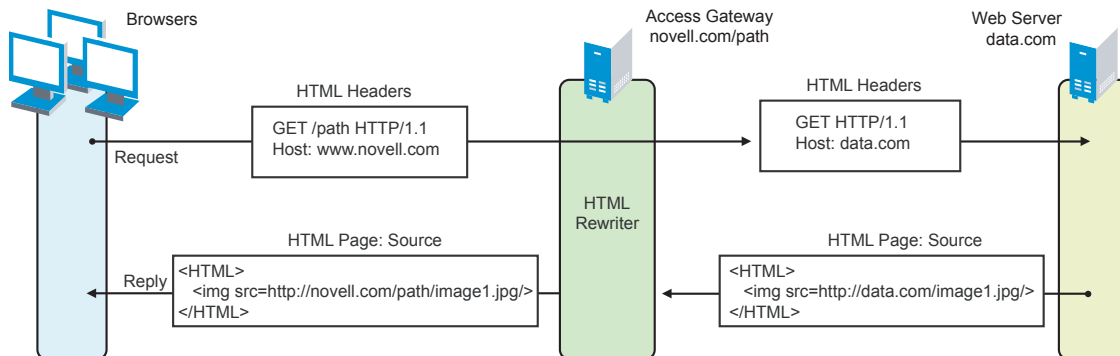 Browsers
Access Gateway
novell.com/path
Web Server
data.com
HTML Headers
GET /path HTTP/1.1
Host: www.novell.com
Request
HTML Headers
GET HTTP/1.1
Host: data.com
HTML
Rewriter
HTML Page: Source
Reply
<HTML>
<img src=http://novell.com/path/image1.jpg/>
</HTML>
HTML Page: Source
<HTML>
<img src=http://data.com/image1.jpg/>
</HTML>